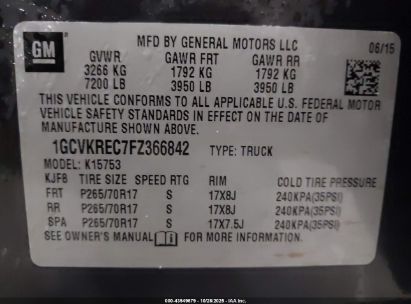 GM
MFD BY GENERAL MOTORS LLC
06/15
GVWR GAWR FRT GAWR RR
3266 KG 1792 KG 1792 KG
7200 LB 3950 LB 3950 LB
THIS VEHICLE CONFORMS TO ALL APPLICABLE U.S. FEDERAL MOTOR
VEHICLE SAFETY STANDARDS IN EFFECT ON THE DATE OF
MANUFACTURE SHOWN ABOVE.
1GCVKREC7FZ366842 TYPE: TRUCK
MODEL: K15753
KJF8 TIRE SIZE SPEED RTG RIM COLD TIRE PRESSURE
FRT P265/70R17 S 17X8J 240KPA(35PSI)
RR P265/70R17 S 17X8J 240KPA(35PSI)
SPA P265/70R17 S 17X7.5J 240KPA(35PSI)
SEE OWNER'S MANUAL FOR MORE INFORMATION.